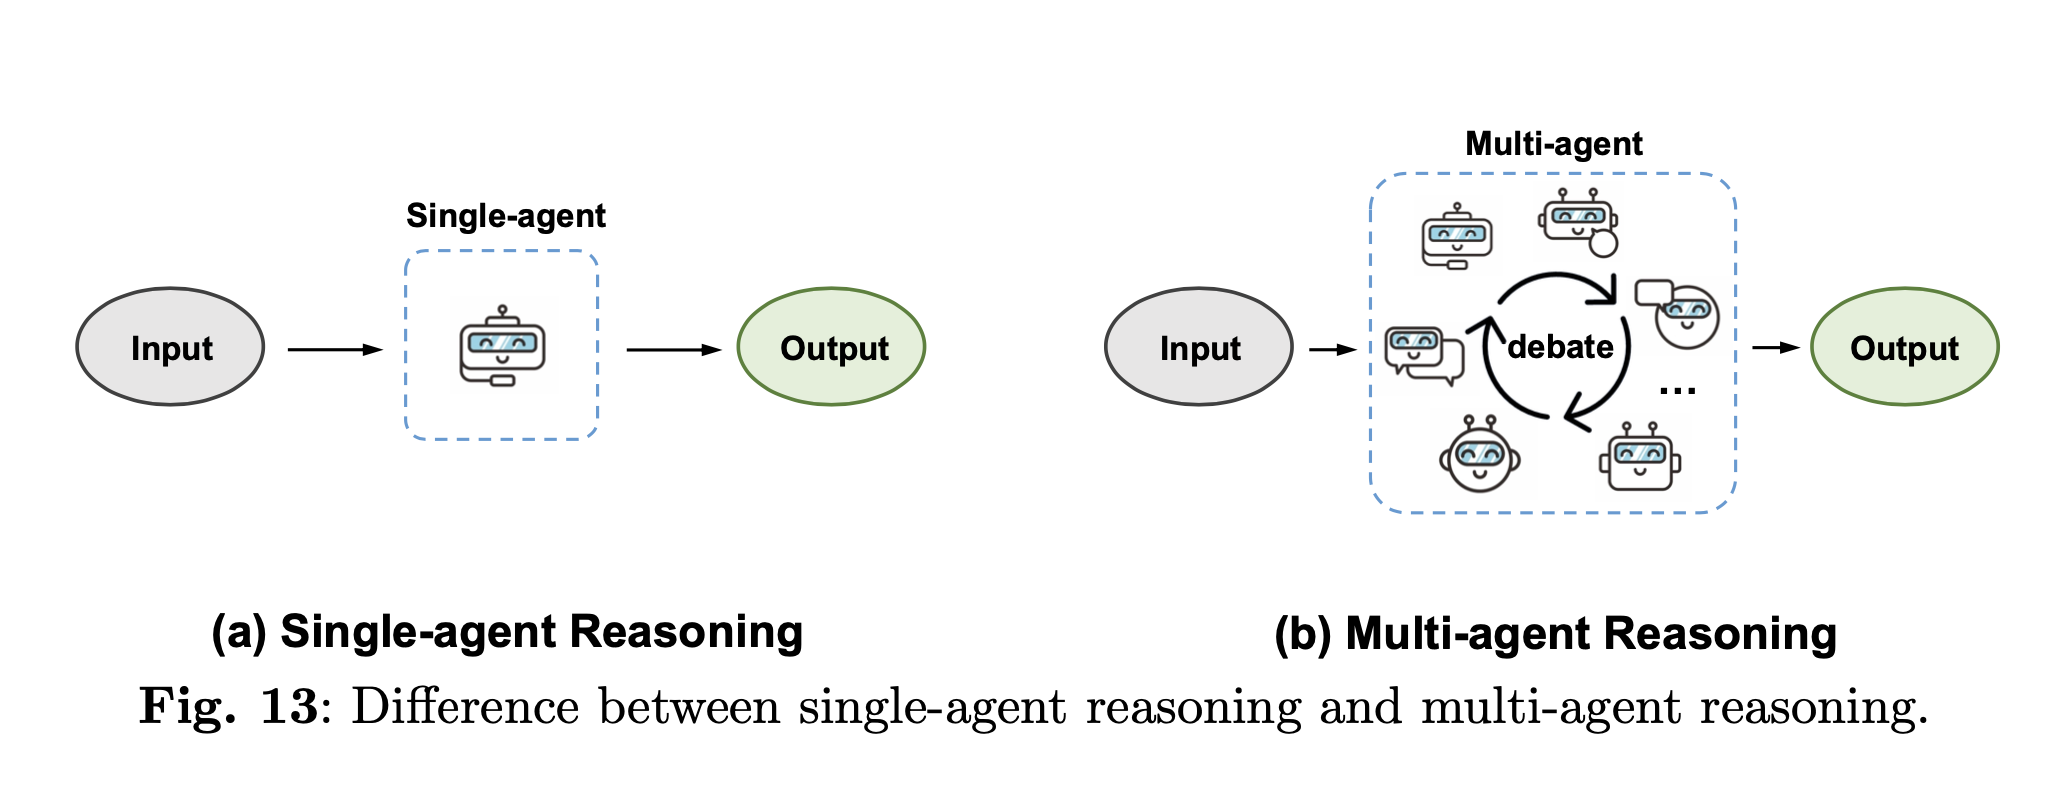 Single-agent
Input
Output
(a) Single-agent Reasoning
Multi-agent
Input
debate
...
Output
(b) Multi-agent Reasoning
Fig. 13: Difference between single-agent reasoning and multi-agent reasoning.